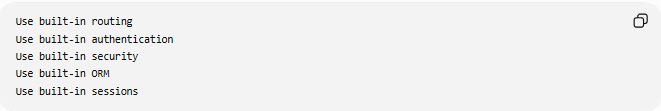 Use built-in routing
Use built-in authentication
Use built-in security
Use built-in ORM
Use built-in sessions